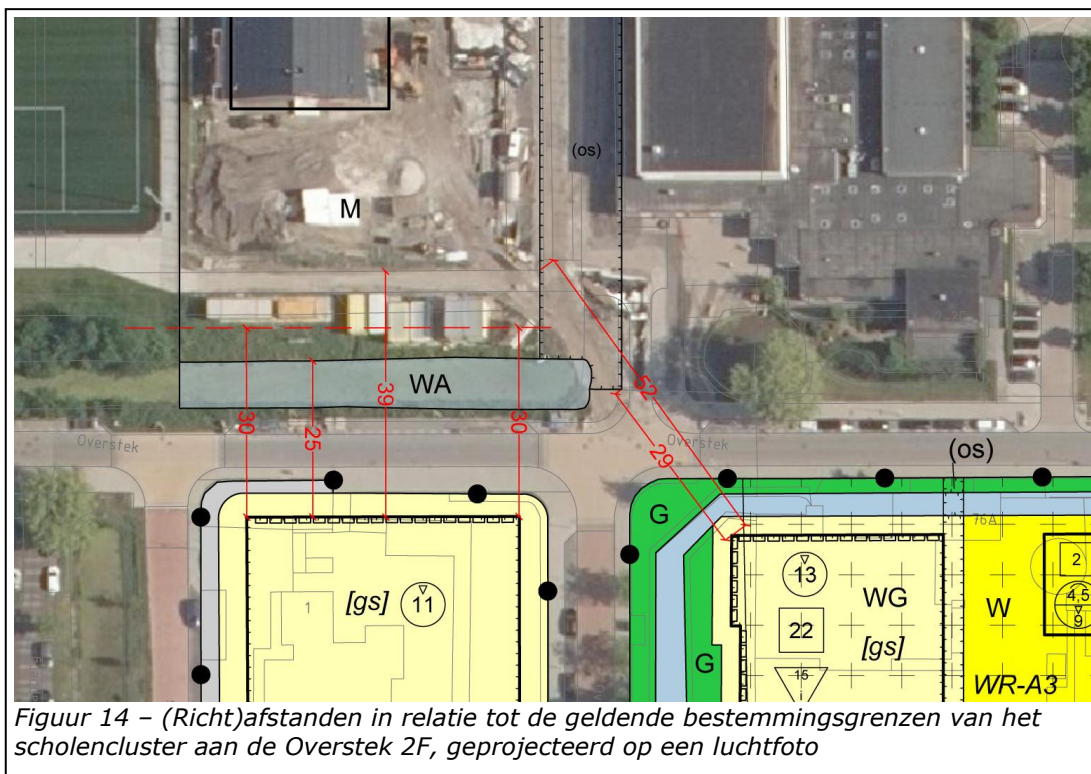 (os)
M
WA
39
52
30
25
30
29
Overstek
Overstek
(os)
G
76A
2
13
4,5
9
[gs]
11
1
WG
W
22
[gs]
G
15
i
WR-A3
Figuur 14 – (Richt)afstanden in relatie tot de geldende bestemmingsgrenzen van het
scholencluster aan de Overstek 2F, geprojecteerd op een luchtfoto